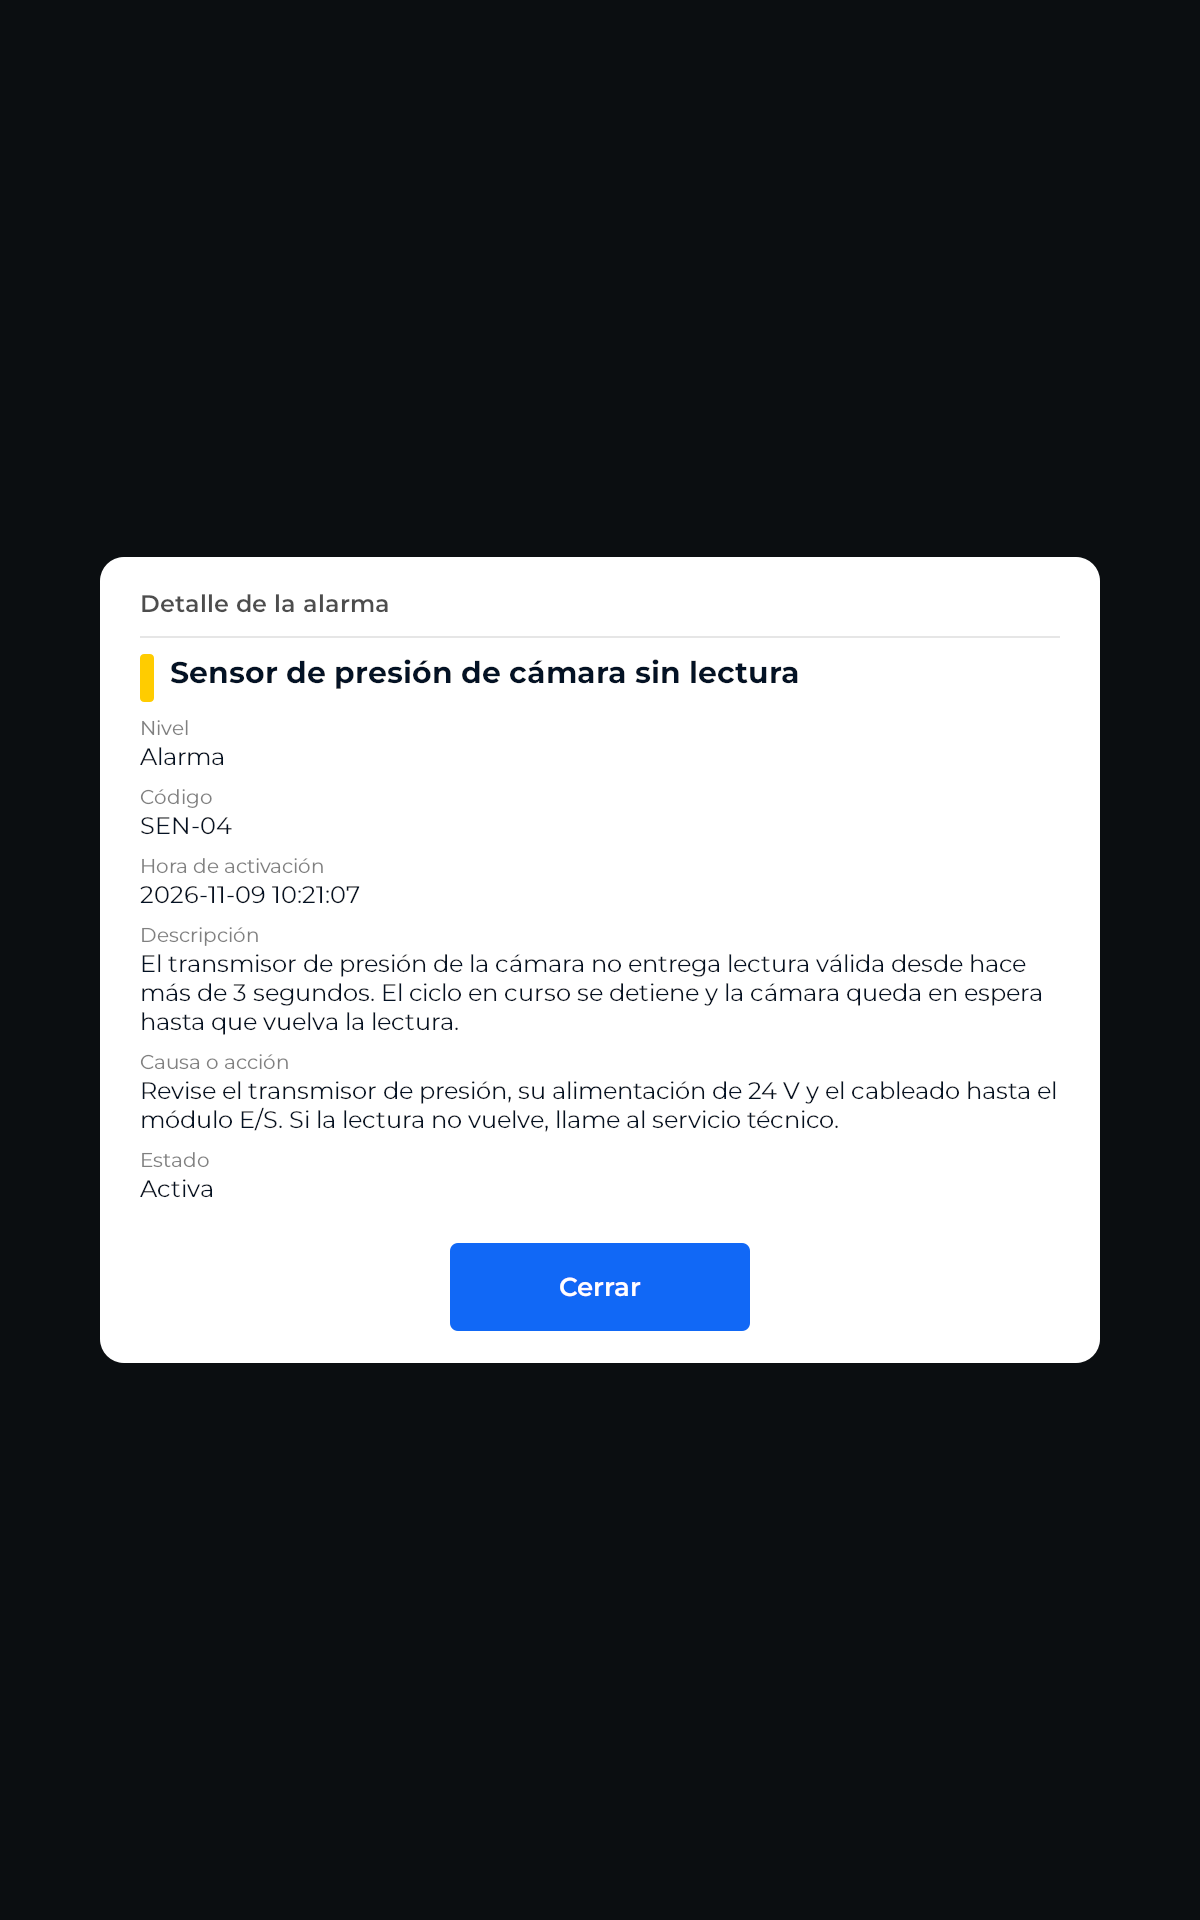 Detalle de la alarma
Sensor de presión de cámara sin lectura
Nivel
Alarma
Código
SEN-04
Hora de activación
2026-11-09 10:21:07
Descripción
El transmisor de presión de la cámara no entrega lectura válida desde hace
más de 3 segundos. El ciclo en curso se detiene y la cámara queda en espera
hasta que vuelva la lectura.
Causa o acción
Revise el transmisor de presión, su alimentación de 24 V y el cableado hasta el
módulo E/S. Si la lectura no vuelve, llame al servicio técnico.
Estado
Activa
Cerrar